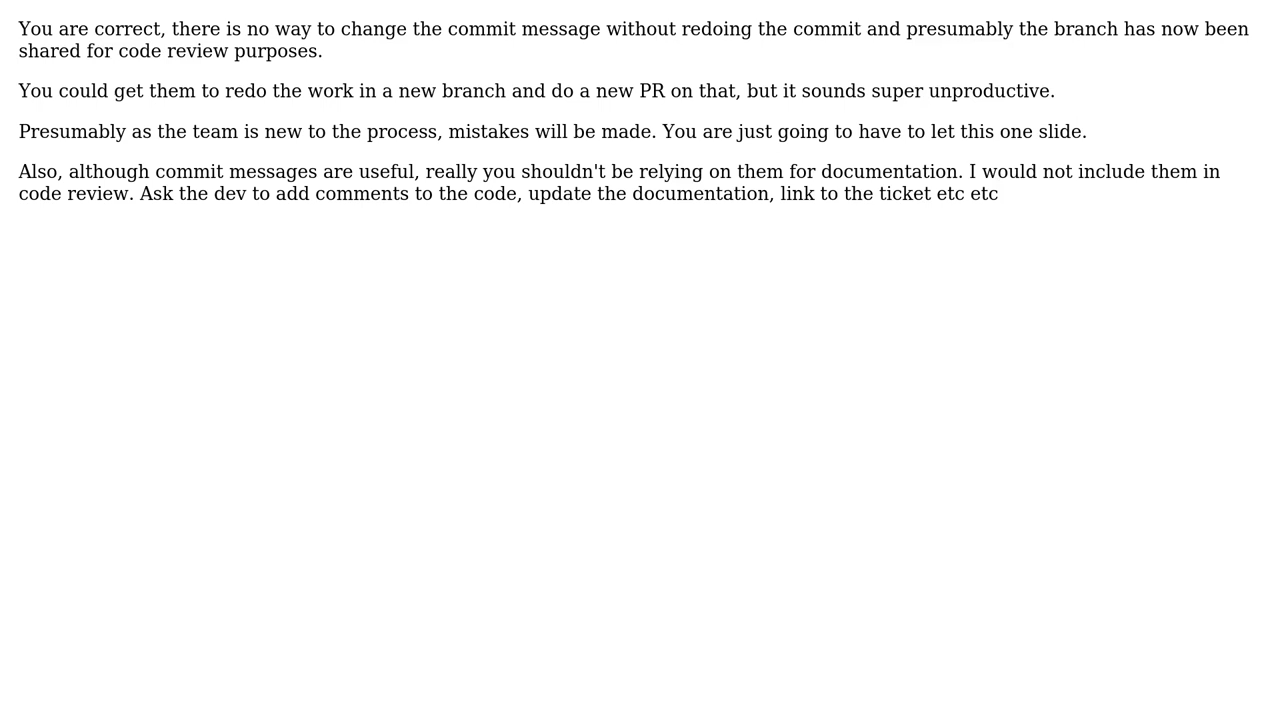 You are correct, there is no way to change the commit message without redoing the commit and presumably the branch has now been
shared for code review purposes.
You could get them to redo the work in a new branch and do a new PR on that, but it sounds super unproductive.
Presumably as the team is new to the process, mistakes will be made. You are just going to have to let this one slide.
Also, although commit messages are useful, really you shouldn't be relying on them for documentation. I would not include them in
code review. Ask the dev to add comments to the code, update the documentation, link to the ticket etc etc